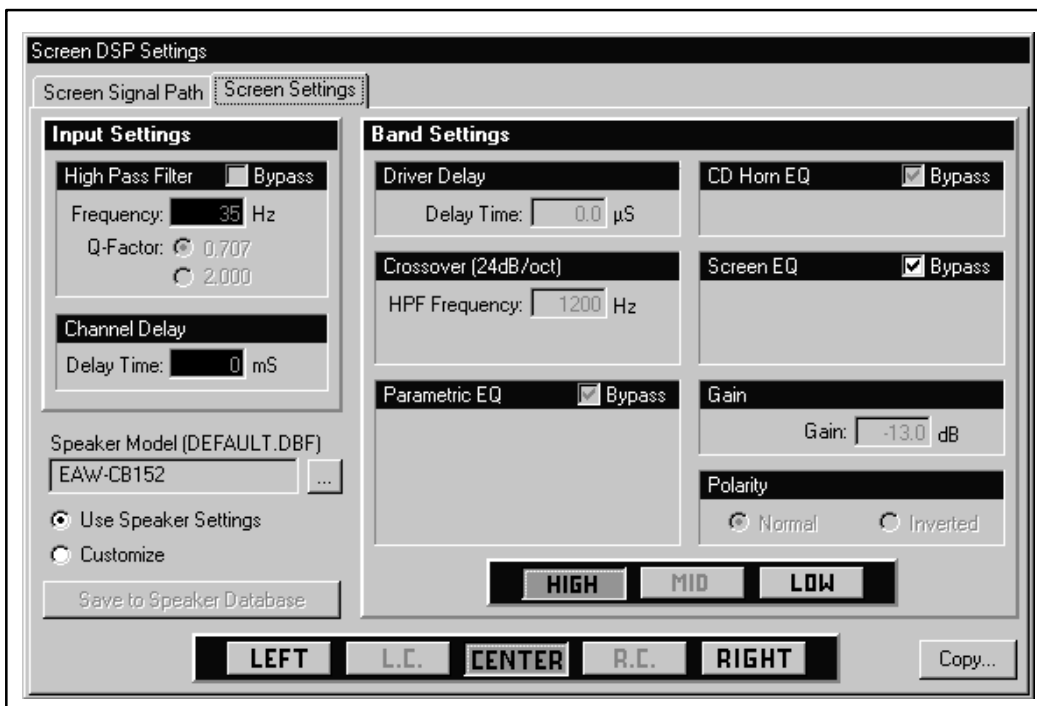 Screen DSP Settings
Screen Signal Path
Screen Settings
Input Settings
High Pass Filter
Bypass
Frequency: 35 Hz
Q-Factor: 0.707
2.000
Channel Delay
Delay Time: 0 mS
Speaker Model (DEFAULT.DBF)
EAW-CB152
...
Use Speaker Settings
Customize
Save to Speaker Database
Band Settings
Driver Delay
Delay Time: 0.0 µS
Crossover (24dB/oct)
HPF Frequency: 1200 Hz
Parametric EQ
Bypass
CD Horn EQ
Bypass
Screen EQ
Bypass
Gain
Gain: -13.0 dB
Polarity
Normal
Inverted
HIGH
MID
LOW
LEFT
L.C.
CENTER
R.C.
RIGHT
Copy...